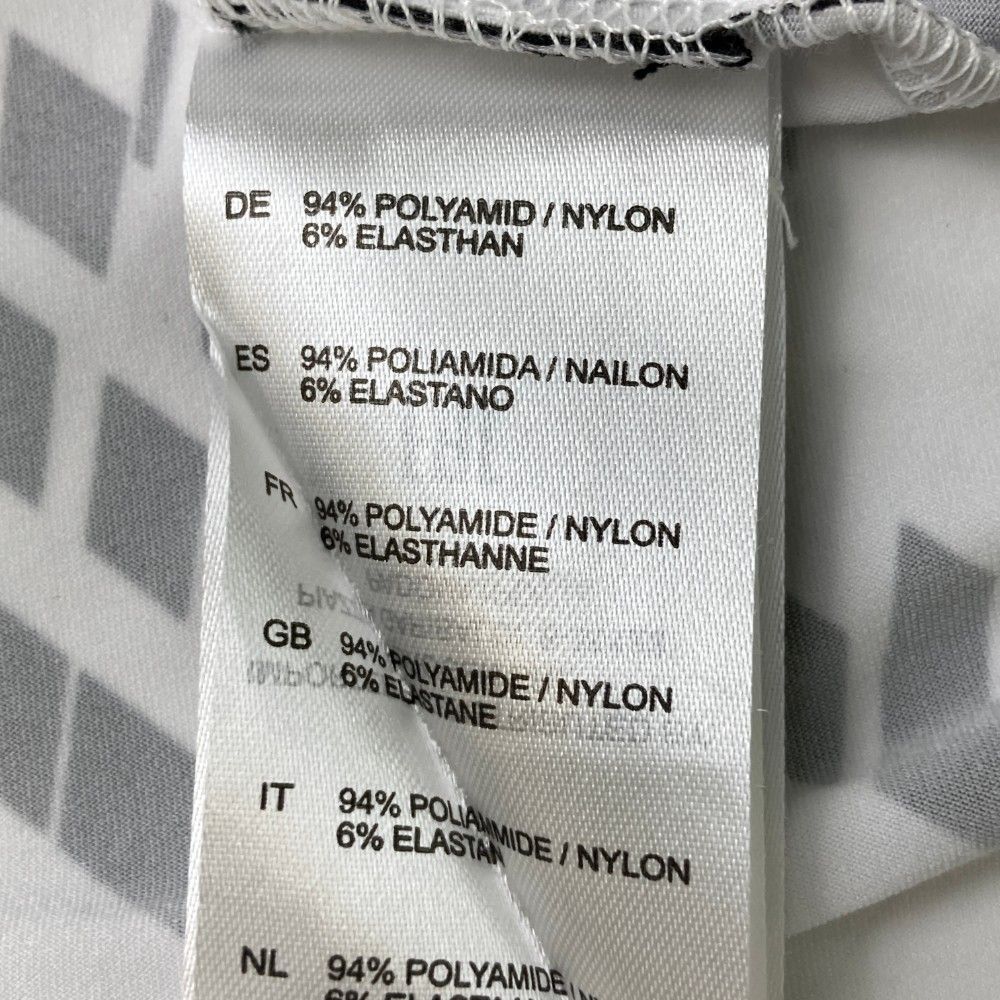 DE 94% POLYAMID / NYLON
6% ELASTHAN
ES 94% POLIAMIDA / NAILON
6% ELASTANO
FR 94% POLYAMIDE / NYLON
6% ELASTHANNE
GB 94% POLYAMIDE / NYLON
6% ELASTANE
IT 94% POLIAMMIDE / NYLON
6% ELASTAN
NL 94% POLYAMIDE /
6%